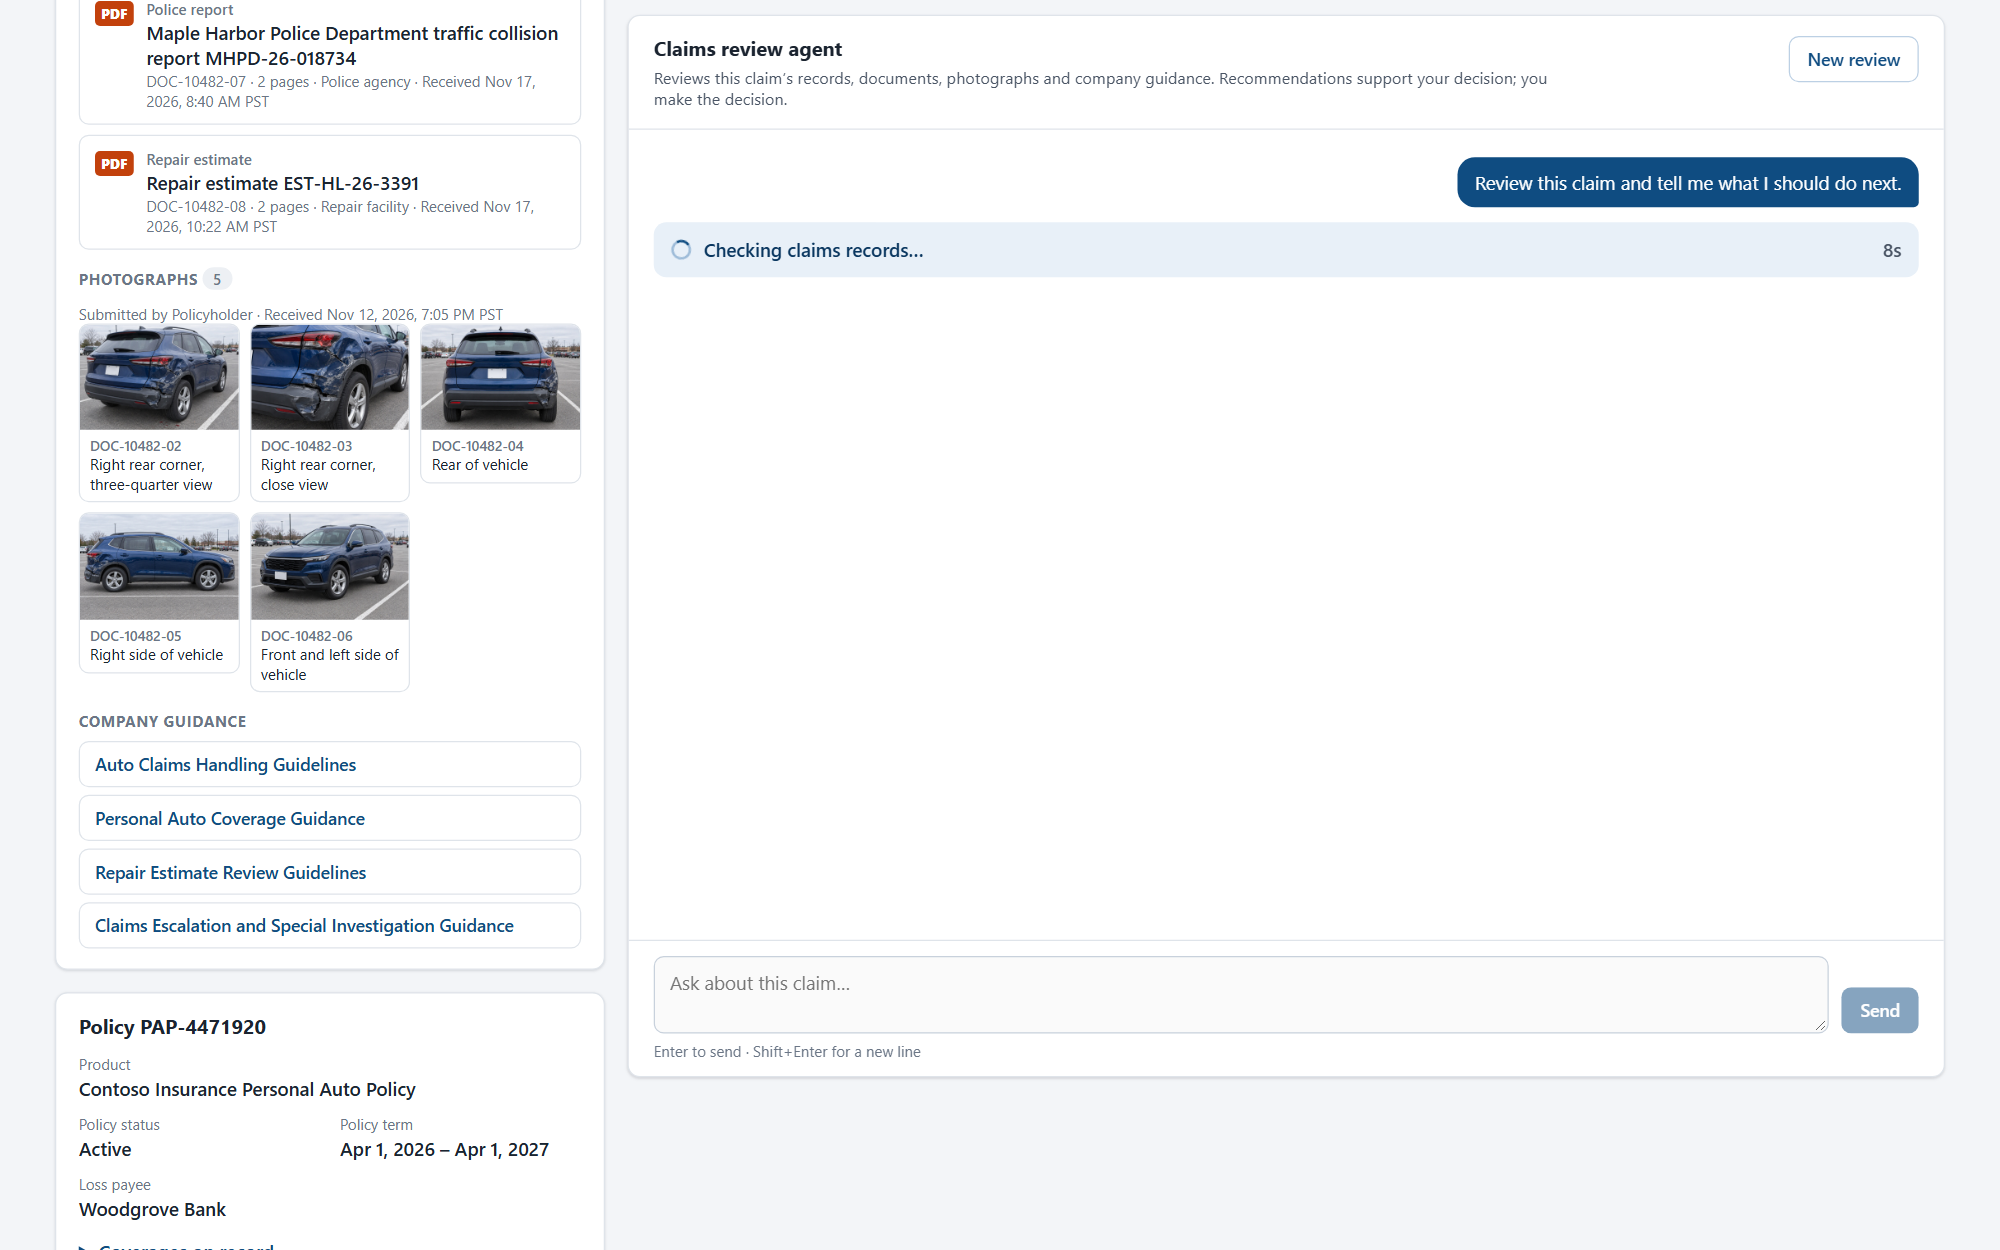 PDF
Police report
Maple Harbor Police Department traffic collision
report MHPD-26-018734
DOC-10482-07 · 2 pages · Police agency · Received Nov 17,
2026, 8:40 AM PST
PDF
Repair estimate
Repair estimate EST-HL-26-3391
DOC-10482-08 · 2 pages · Repair facility · Received Nov 17,
2026, 10:22 AM PST
PHOTOGRAPHS 5
Submitted by Policyholder · Received Nov 12, 2026, 7:05 PM PST
DOC-10482-02
Right rear corner,
three-quarter view
DOC-10482-03
Right rear corner,
close view
DOC-10482-04
Rear of vehicle
DOC-10482-05
Right side of vehicle
DOC-10482-06
Front and left side of
vehicle
COMPANY GUIDANCE
Auto Claims Handling Guidelines
Personal Auto Coverage Guidance
Repair Estimate Review Guidelines
Claims Escalation and Special Investigation Guidance
Policy PAP-4471920
Product
Contoso Insurance Personal Auto Policy
Policy status
Active
Policy term
Apr 1, 2026 – Apr 1, 2027
Loss payee
Woodgrove Bank
Coverages on record
Claims review agent
Reviews this claim's records, documents, photographs and company guidance. Recommendations support your decision; you
make the decision.
New review
Review this claim and tell me what I should do next.
Checking claims records...
8s
Ask about this claim...
Send
Enter to send · Shift+Enter for a new line